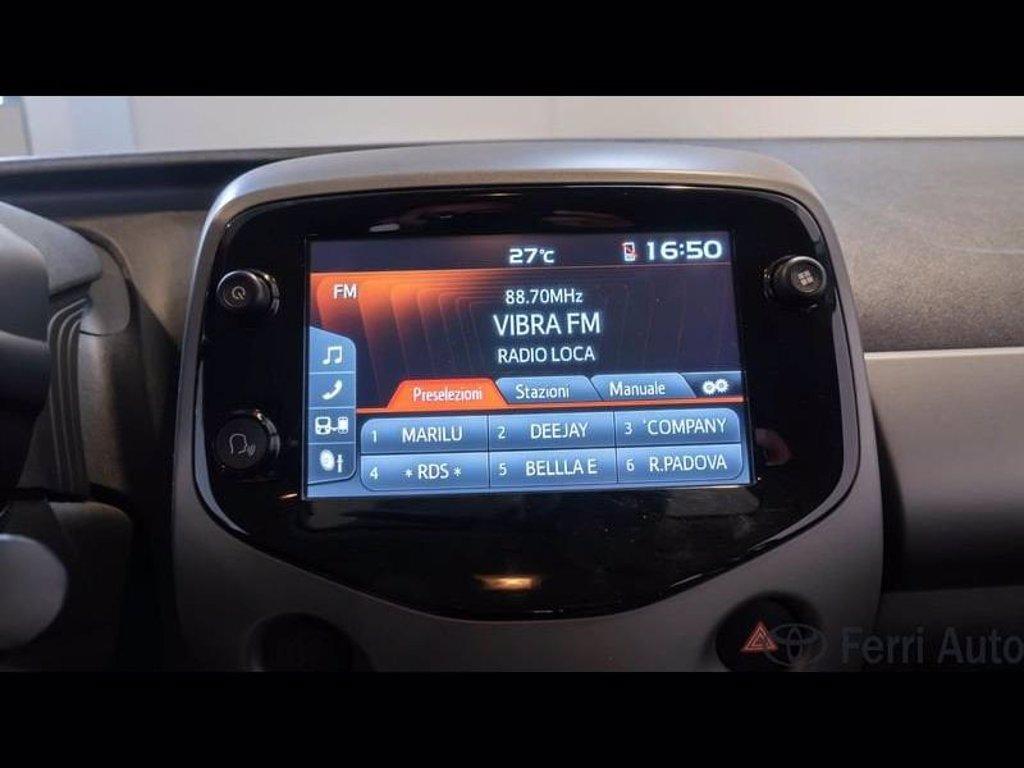 27°C 16:50
FM
88.70MHz
VIBRA FM
RADIO LOCA
Preselezioni Stazioni Manuale
1 MARILU 2 DEEJAY 3 'COMPANY
4 *RDS* 5 BELLLA E 6 R.PADOVA
Ferri Auto